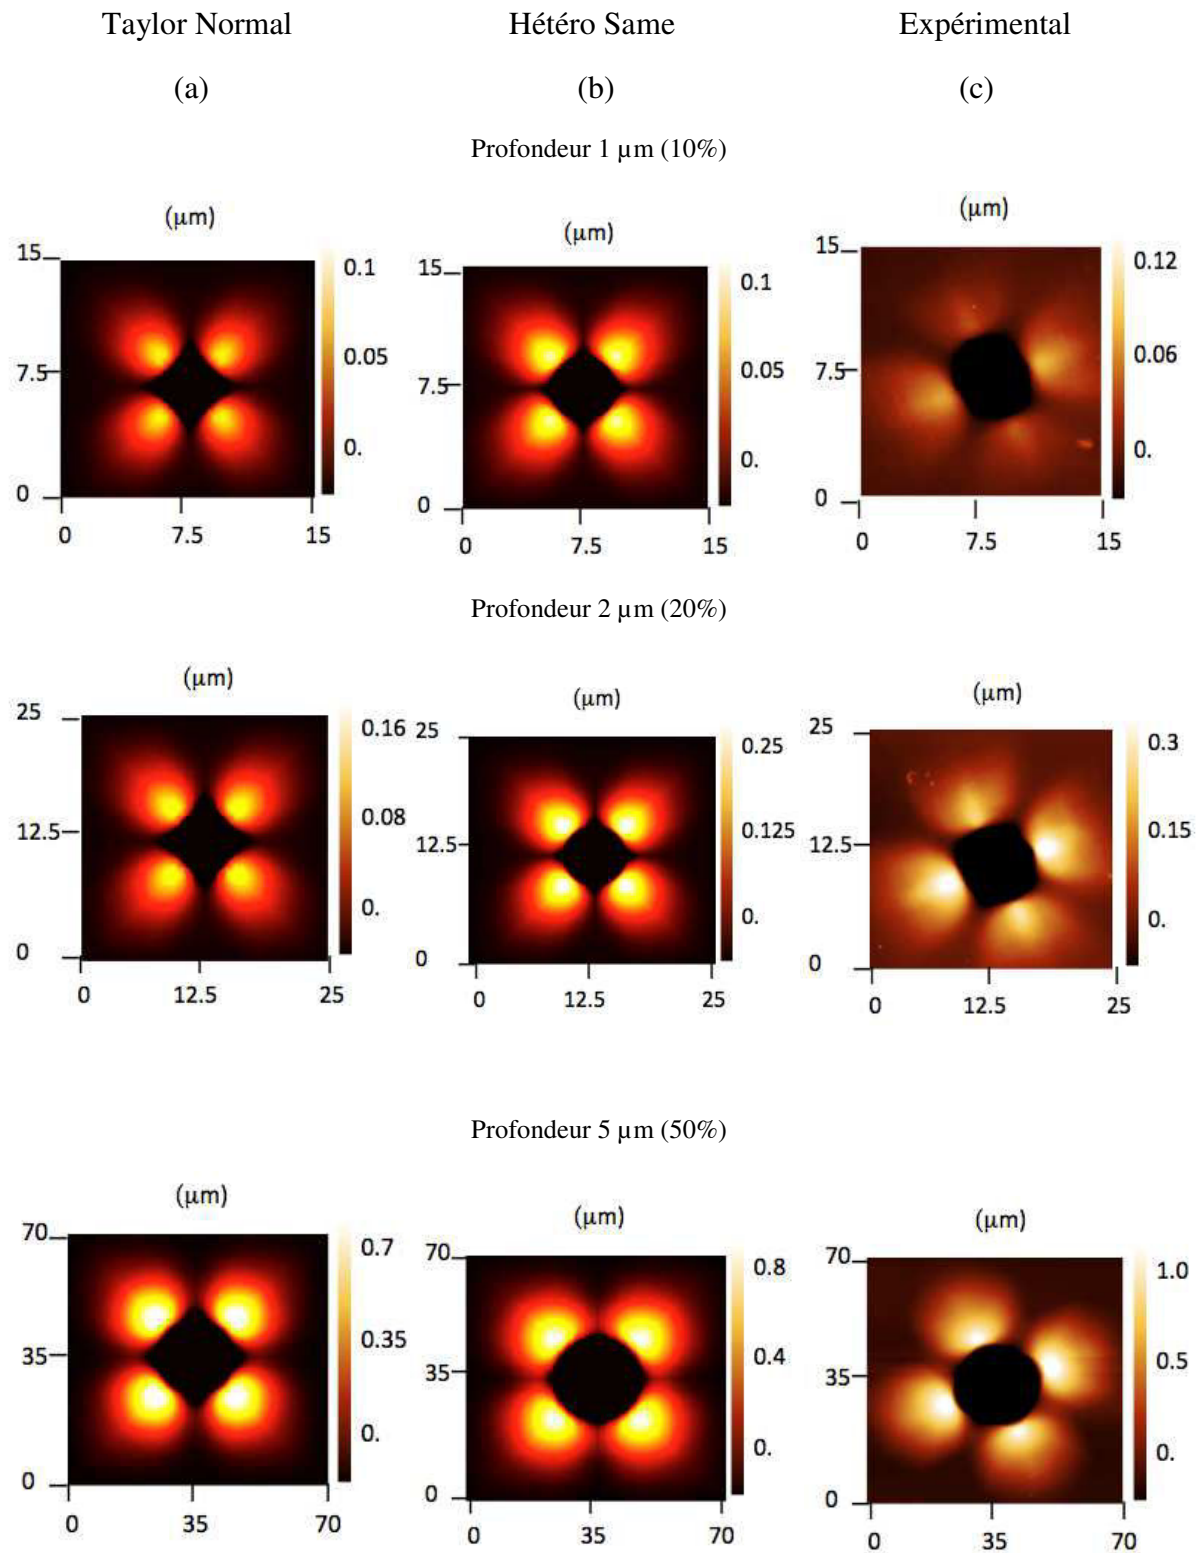 Taylor Normal Hétéro Same Expérimental
(a) (b) (c)
Profondeur 1 µm (10%)
(µm) (µm) (µm)
15 0.1 0.05 0. 7.5 0 0 7.5 15
15 0.1 0.05 0. 7.5 0 0 7.5 15
15 0.12 0.06 0. 7.5 0 0 7.5 15
Profondeur 2 µm (20%)
(µm) (µm) (µm)
25 0.16 0.08 0. 12.5 0 0 12.5 25
25 0.25 0.125 0. 12.5 0 0 12.5 25
25 0.3 0.15 0. 12.5 0 0 12.5 25
Profondeur 5 µm (50%)
(µm) (µm) (µm)
70 0.7 0.35 0. 35 0 0 35 70
70 0.8 0.4 0. 35 0 0 35 70
70 1.0 0.5 0. 35 0 0 35 70